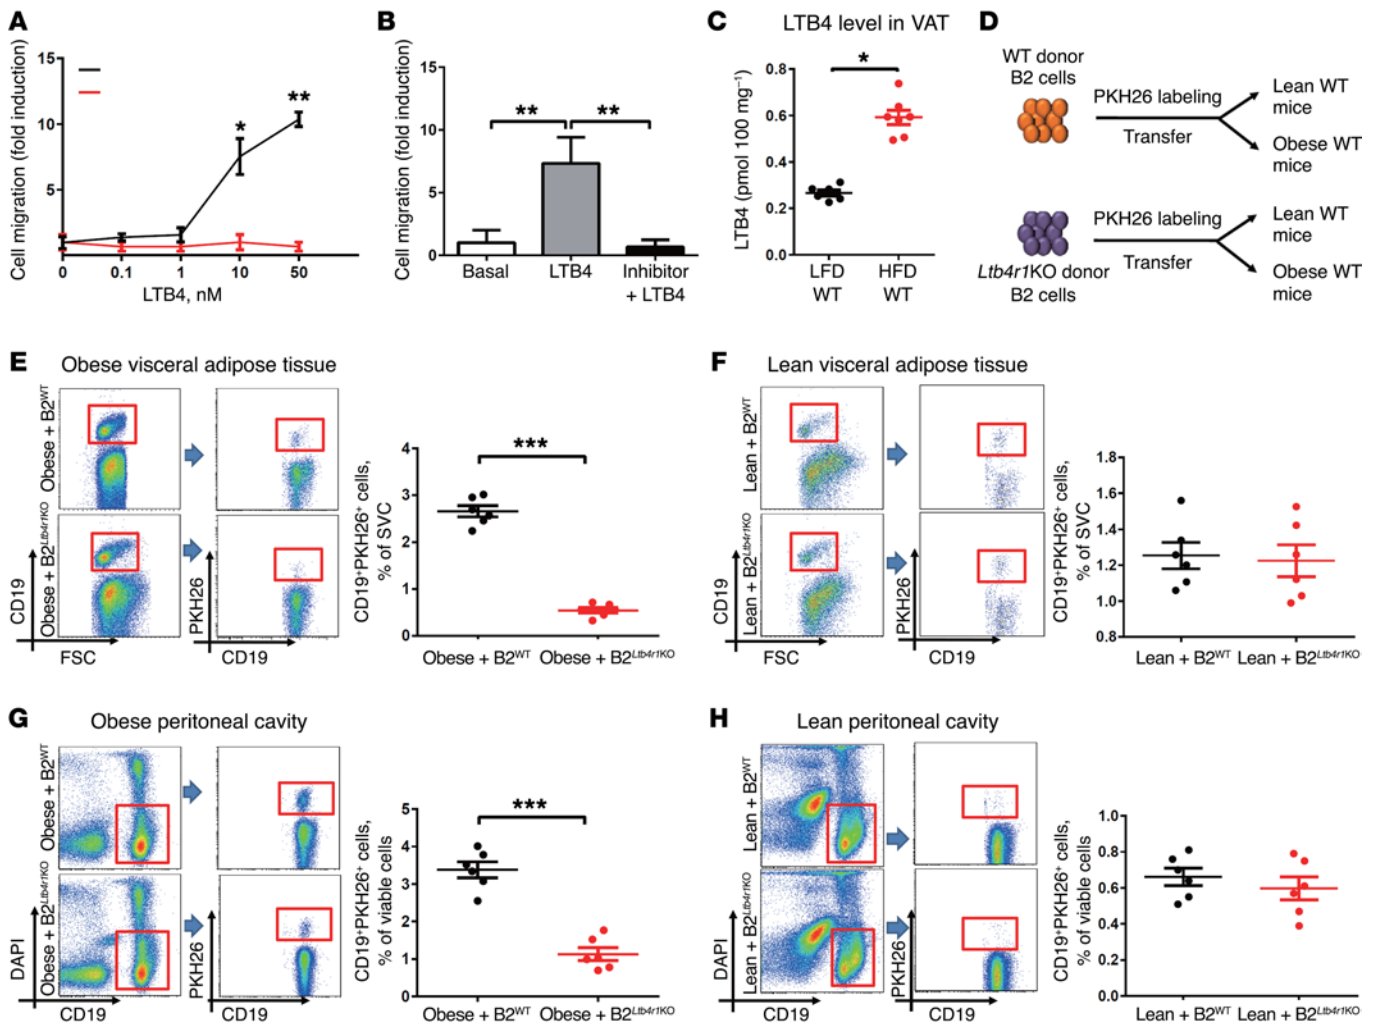 A
Cell migration (fold induction)
15
10
5
*
**
0
0.1
1
10
50
LTB4, nM
B
Cell migration (fold induction)
15
10
5
0
**
**
Basal
LTB4
Inhibitor
+ LTB4
C
LTB4 level in VAT
LTB4 (pmol 100 mg⁻¹)
0.8
0.6
0.4
0.2
0.0
*
LFD
WT
HFD
WT
D
WT donor
B2 cells
PKH26 labeling
Transfer
Lean WT
mice
Obese WT
mice
Ltb4r1KO donor
B2 cells
PKH26 labeling
Transfer
Lean WT
mice
Obese WT
mice
E
Obese visceral adipose tissue
Obese + B2ᵂᵀ
Obese + B2Ltb4r1KO
CD19
FSC
PKH26
CD19
CD19⁺PKH26⁺ cells,
% of SVC
4
3
2
1
0
***
Obese + B2ᵂᵀ
Obese + B2Ltb4r1KO
F
Lean visceral adipose tissue
Lean + B2ᵂᵀ
Lean + B2Ltb4r1KO
CD19
FSC
PKH26
CD19
CD19⁺PKH26⁺ cells,
% of SVC
1.8
1.6
1.4
1.2
1.0
0.8
Lean + B2ᵂᵀ
Lean + B2Ltb4r1KO
G
Obese peritoneal cavity
Obese + B2ᵂᵀ
Obese + B2Ltb4r1KO
DAPI
CD19
PKH26
CD19
CD19⁺PKH26⁺ cells,
% of viable cells
5
4
3
2
1
0
***
Obese + B2ᵂᵀ
Obese + B2Ltb4r1KO
H
Lean peritoneal cavity
Lean + B2ᵂᵀ
Lean + B2Ltb4r1KO
DAPI
CD19
PKH26
CD19
CD19⁺PKH26⁺ cells,
% of viable cells
1.0
0.8
0.6
0.4
0.2
0.0
Lean + B2ᵂᵀ
Lean + B2Ltb4r1KO